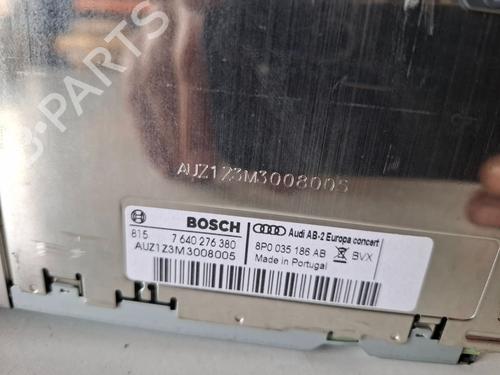 B-PARTS
AUZ1Z3M3008005
BOSCH
815 7 640 276 380
AUZ1Z3M3008005
Audi AB-2 Europa concert
8P0 035 186 AB
BVX
Made in Portugal